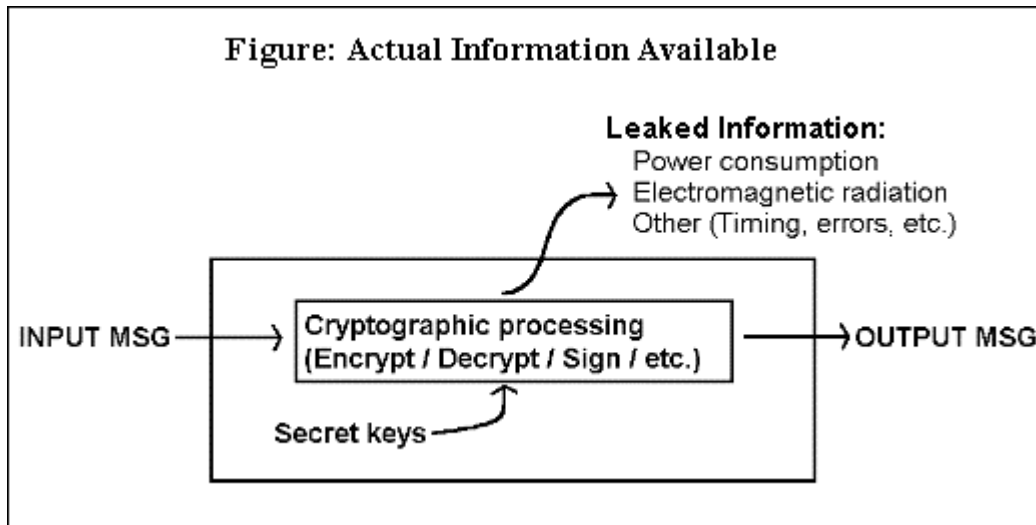 Figure: Actual Information Available
Leaked Information:
Power consumption
Electromagnetic radiation
Other (Timing, errors, etc.)
INPUT MSG
Cryptographic processing
(Encrypt / Decrypt / Sign / etc.)
OUTPUT MSG
Secret keys